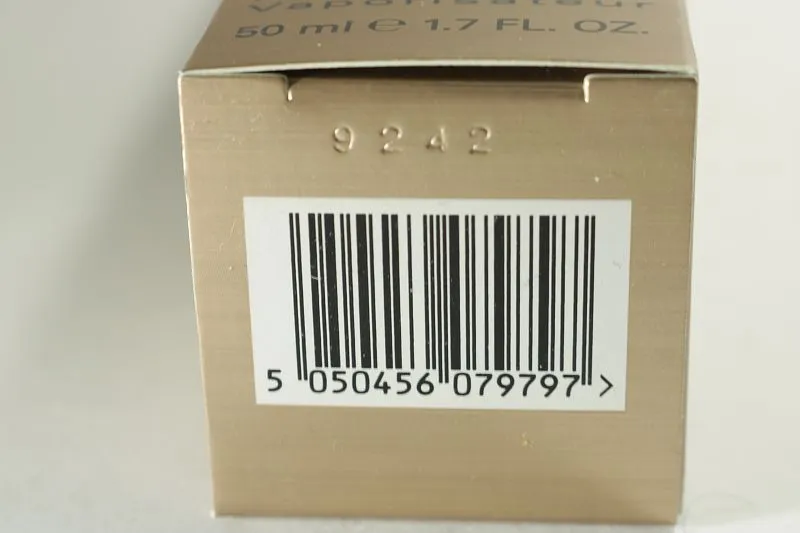 Vaporisateur
50 ml ℮ 1.7 FL. OZ.
9242
5 050456 079797 >